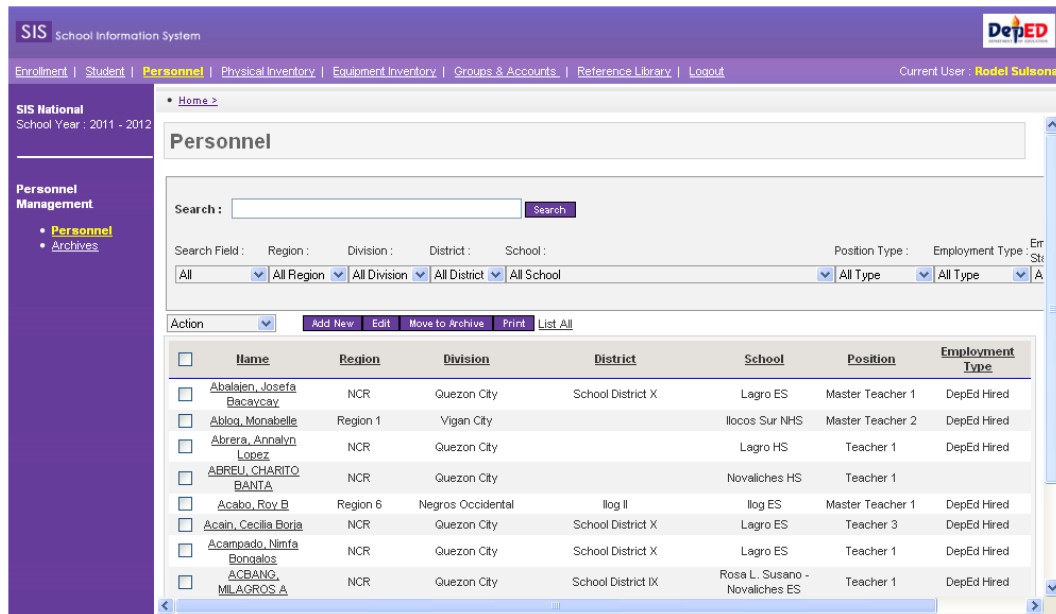 SIS School Information System
DepED
DEPARTMENT OF EDUCATION
Enrollment | Student | Personnel | Physical Inventory | Equipment Inventory | Groups & Accounts | Reference Library | Logout
Current User : Rodel Sulsona
SIS National
School Year : 2011 - 2012
Personnel
Management
Personnel
Archives
Home >
Personnel
Search : Search
Search Field : Region : Division : District : School : Position Type : Employment Type :
All All Region All Division All District All School All Type All Type A
Action Add New Edit Move to Archive Print List All
Name Region Division District School Position Employment Type
Abalajen, Josefa Bacaycay NCR Quezon City School District X Lagro ES Master Teacher 1 DepEd Hired
Ablog, Monabelle Region 1 Vigan City Ilocos Sur NHS Master Teacher 2 DepEd Hired
Abrera, Annalyn Lopez NCR Quezon City Lagro HS Teacher 1 DepEd Hired
ABREU, CHARITO BANTA NCR Quezon City Novaliches HS Teacher 1
Acabo, Roy B Region 6 Negros Occidental Ilog II Ilog ES Master Teacher 1 DepEd Hired
Acain, Cecilia Borja NCR Quezon City School District X Lagro ES Teacher 3 DepEd Hired
Acampado, Nimfa Bongalos NCR Quezon City School District X Lagro ES Teacher 1 DepEd Hired
ACBANG, MILAGROS A NCR Quezon City School District IX Rosa L. Susano - Novaliches ES Teacher 1 DepEd Hired